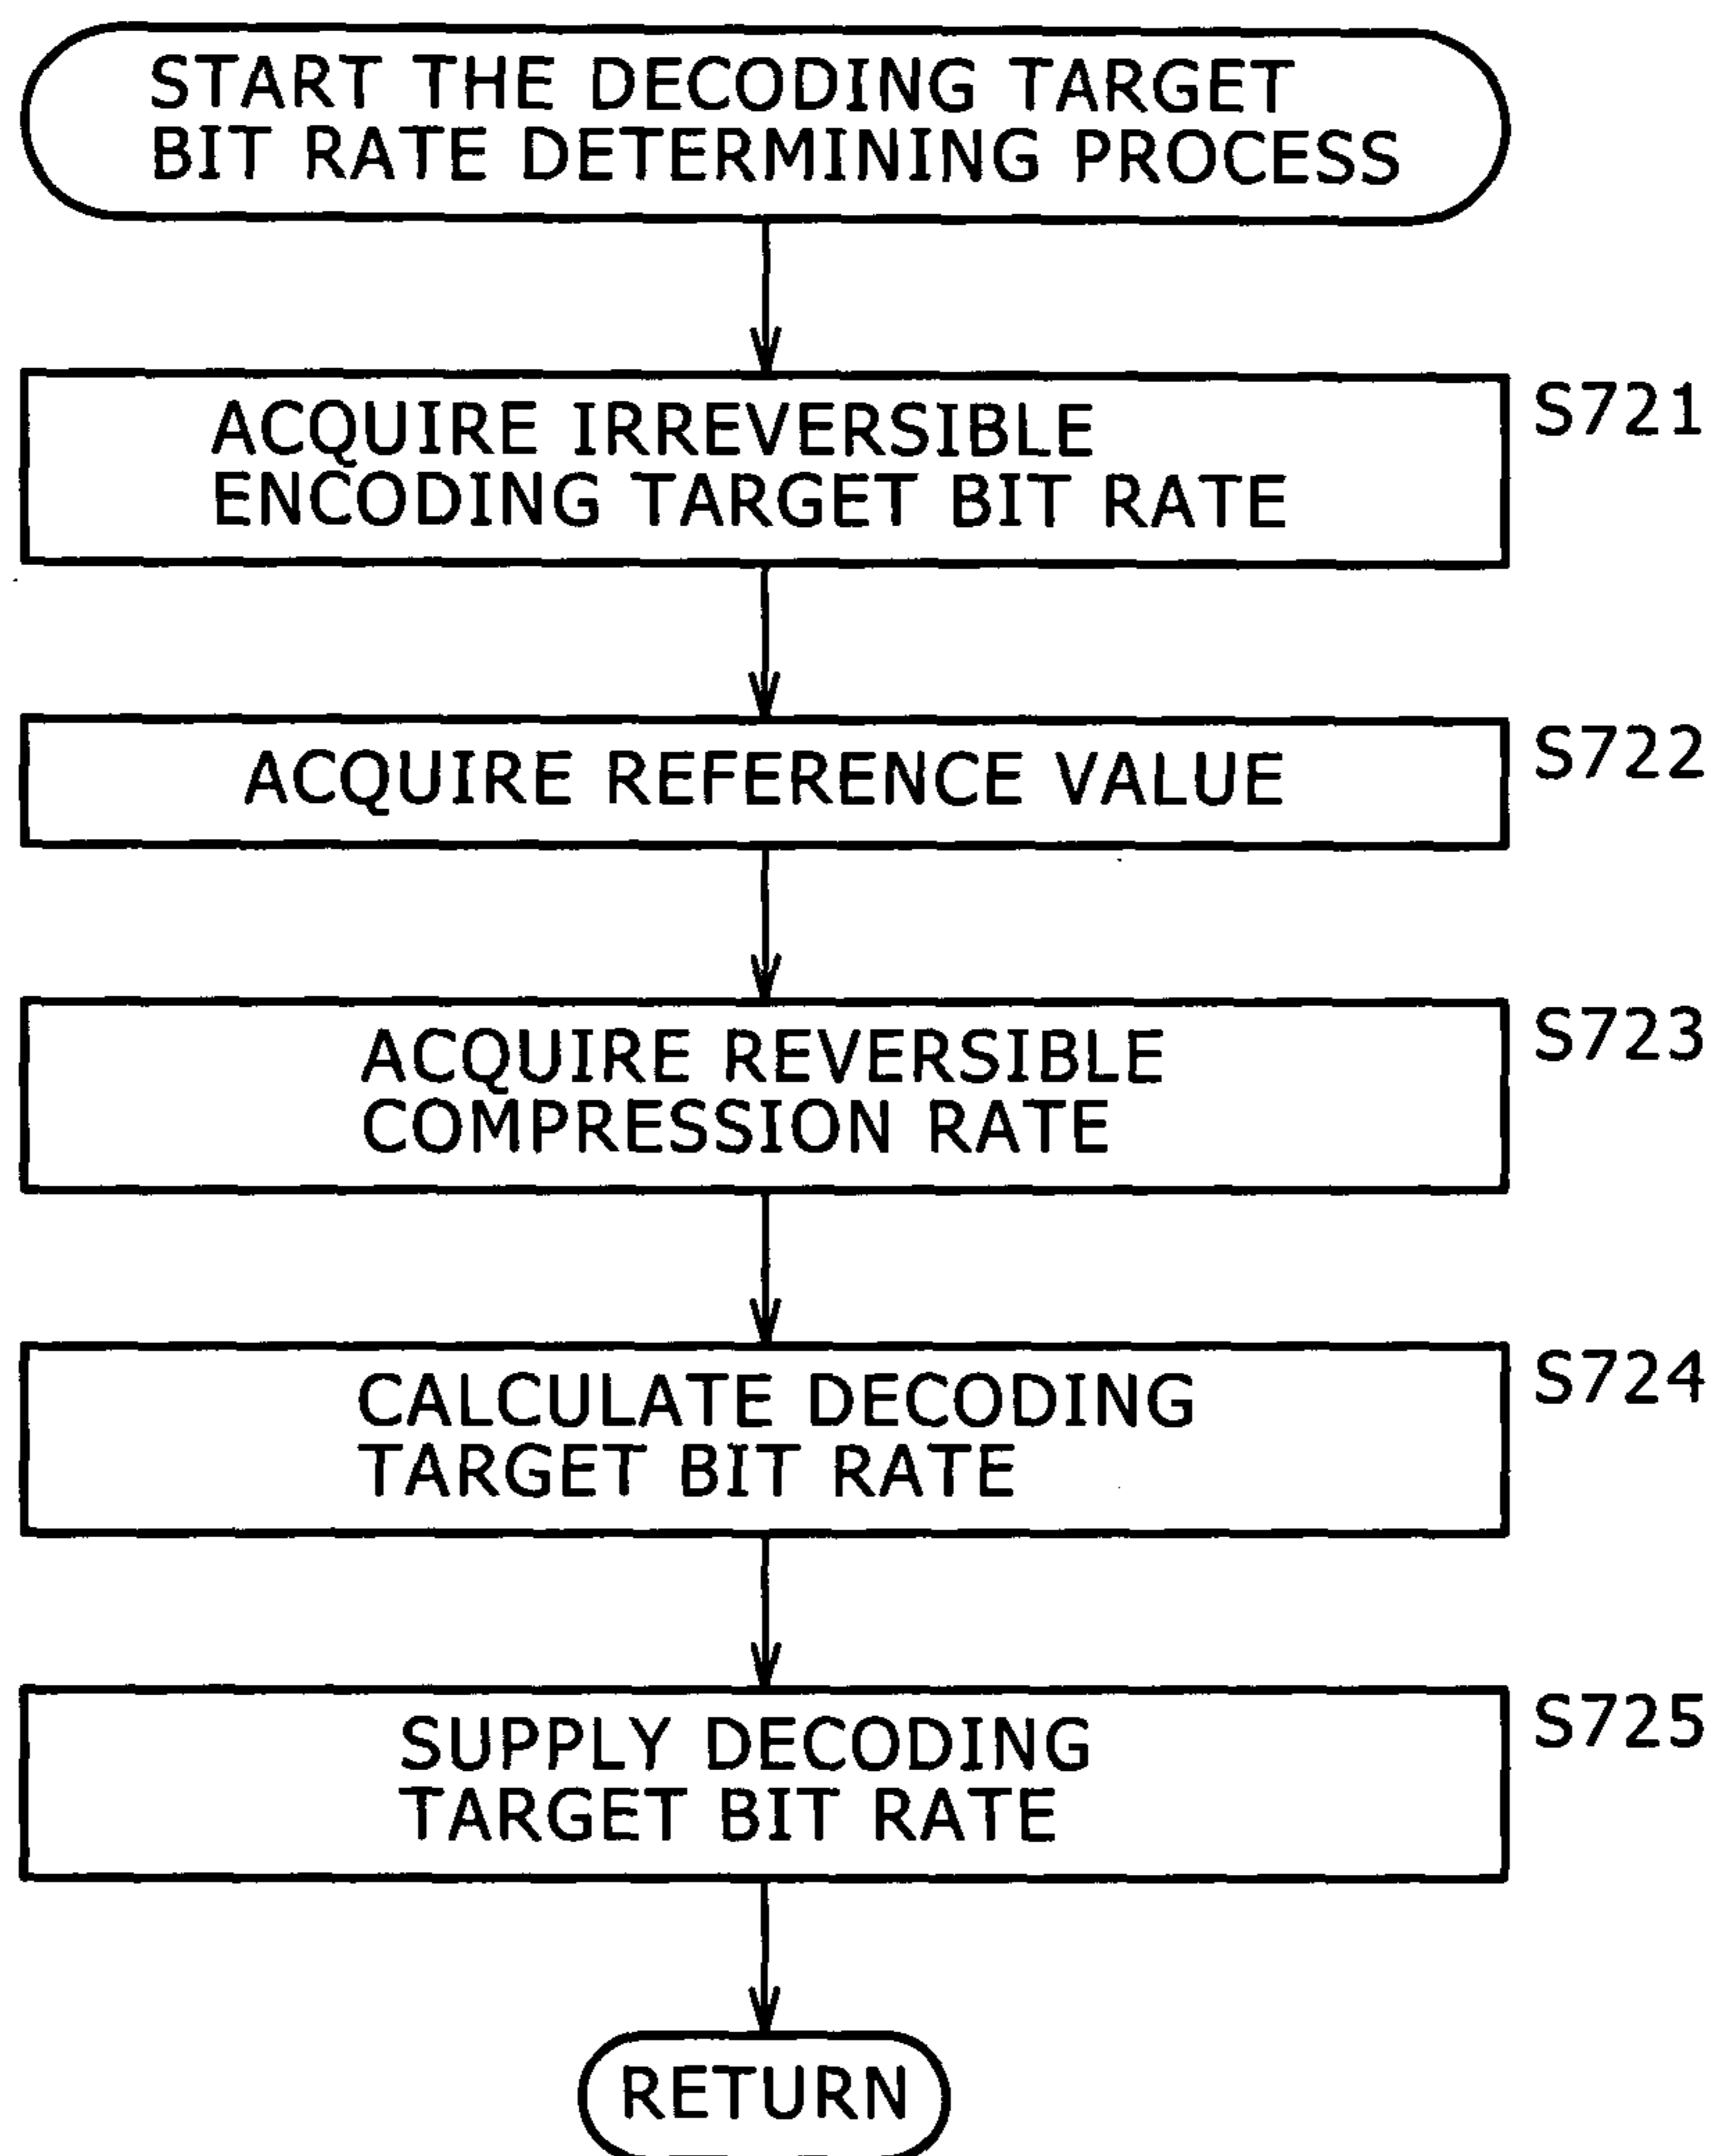 START THE DECODING TARGET
BIT RATE DETERMINING PROCESS
ACQUIRE IRREVERSIBLE
ENCODING TARGET BIT RATE
S721
ACQUIRE REFERENCE VALUE
S722
ACQUIRE REVERSIBLE
COMPRESSION RATE
S723
CALCULATE DECODING
TARGET BIT RATE
S724
SUPPLY DECODING
TARGET BIT RATE
S725
RETURN